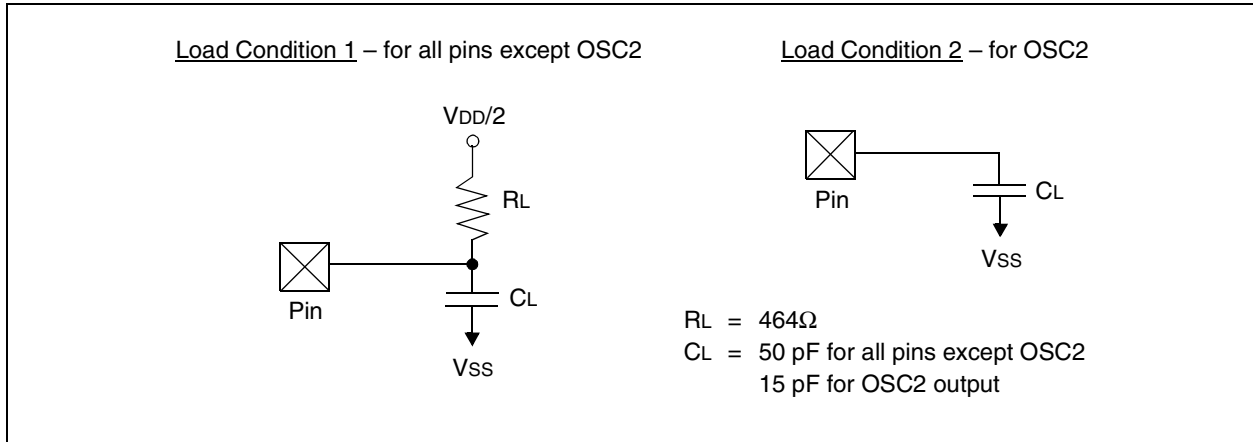 Load Condition 1 – for all pins except OSC2
VDD/2
RL
Pin
CL
VSS
Load Condition 2 – for OSC2
Pin
CL
VSS
RL = 464Ω
CL = 50 pF for all pins except OSC2
15 pF for OSC2 output